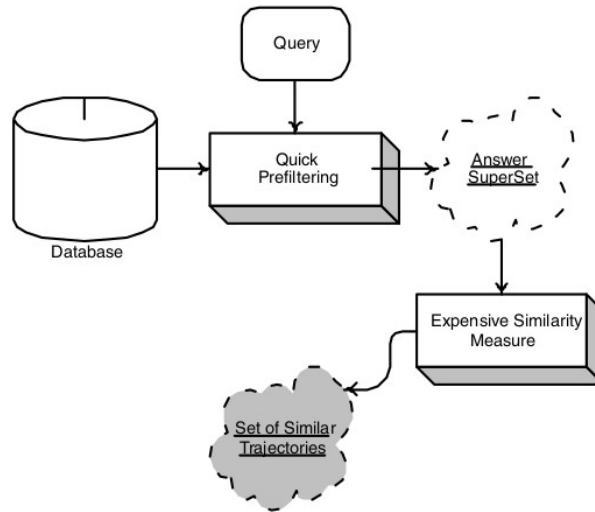 Query
Quick
Prefiltering
Answer
SuperSet
Database
Expensive Similarity
Measure
Set of Similar
Trajectories